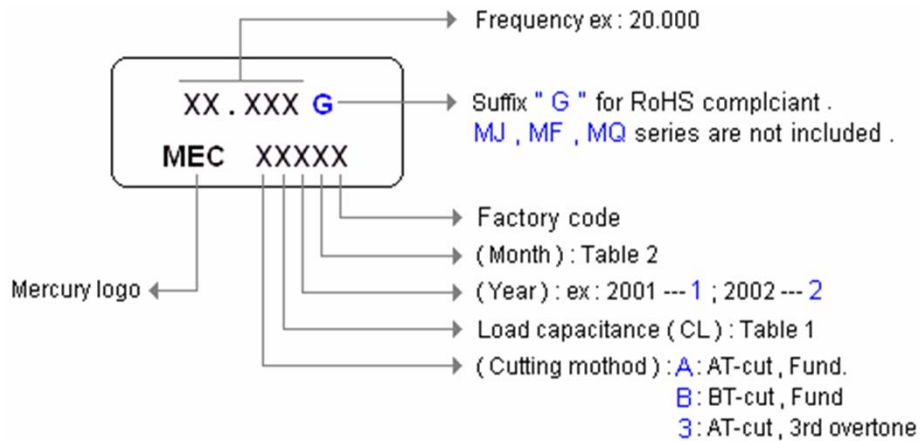 Frequency ex : 20.000
XX . XXX G
Suffix " G " for RoHS complciant .
MJ , MF , MQ series are not included .
MEC XXXXX
Factory code
( Month ) : Table 2
Mercury logo
( Year ) : ex : 2001 --- 1 ; 2002 --- 2
Load capacitance ( CL ) : Table 1
( Cutting mothod ) : A : AT-cut , Fund.
B : BT-cut , Fund
3 : AT-cut , 3rd overtone